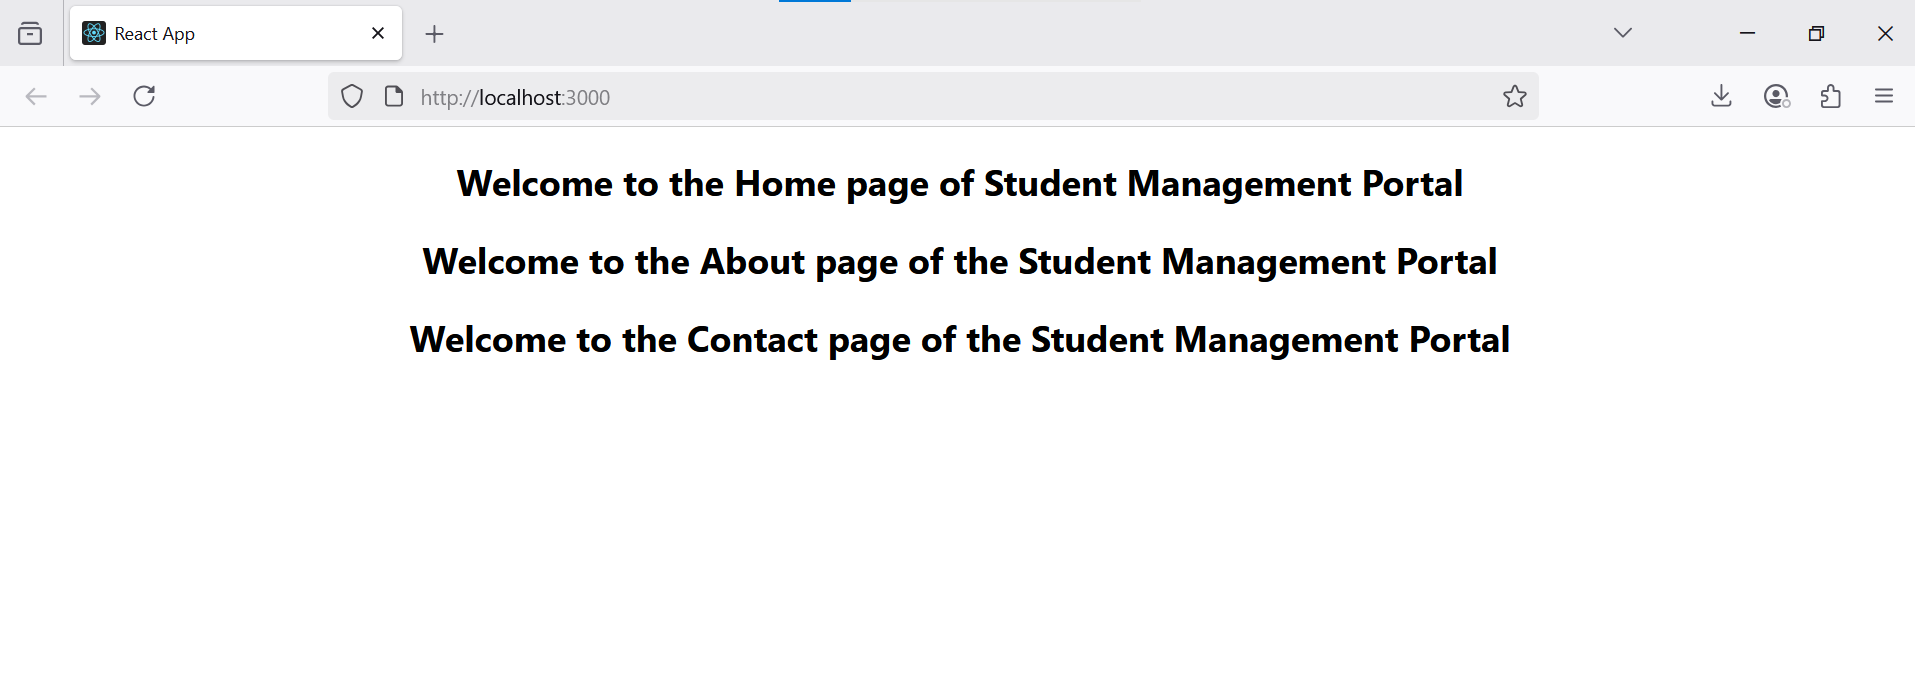 React App
http://localhost:3000
Welcome to the Home page of Student Management Portal
Welcome to the About page of the Student Management Portal
Welcome to the Contact page of the Student Management Portal